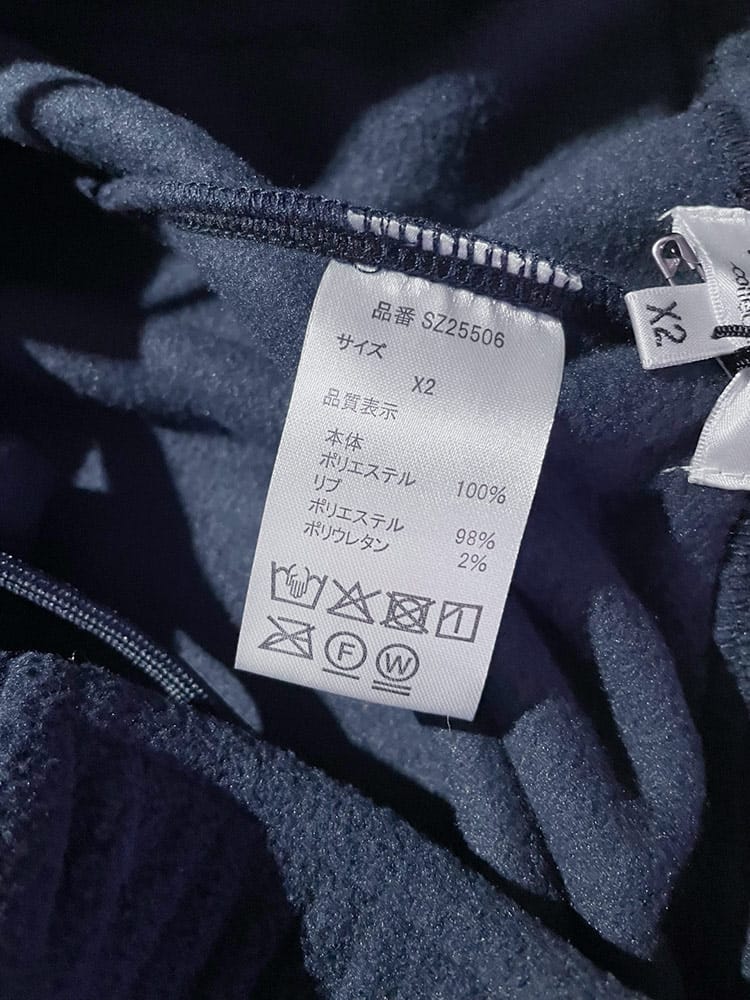 品番 SZ25506
サイズ
X2
品質表示
本体
ポリエステル 100%
リブ
ポリエステル 98%
ポリウレタン 2%
F W
X2